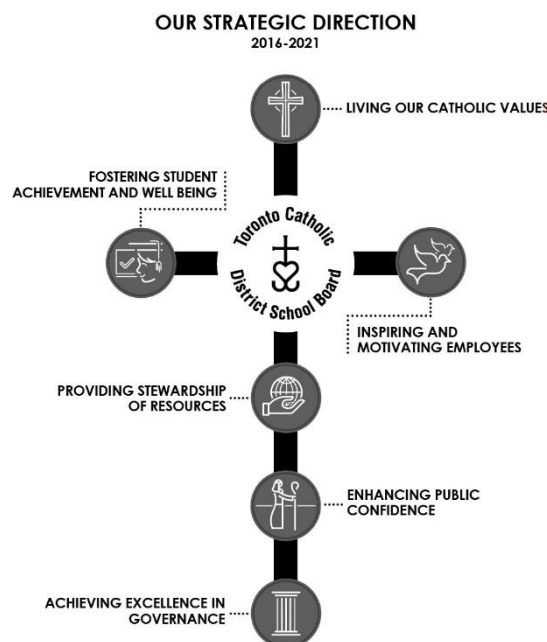 OUR STRATEGIC DIRECTION
2016-2021
LIVING OUR CATHOLIC VALUES
FOSTERING STUDENT
ACHIEVEMENT AND WELL BEING
Toronto Catholic
District School Board
INSPIRING AND
MOTIVATING EMPLOYEES
PROVIDING STEWARDSHIP
OF RESOURCES
ENHANCING PUBLIC
CONFIDENCE
ACHIEVING EXCELLENCE IN
GOVERNANCE